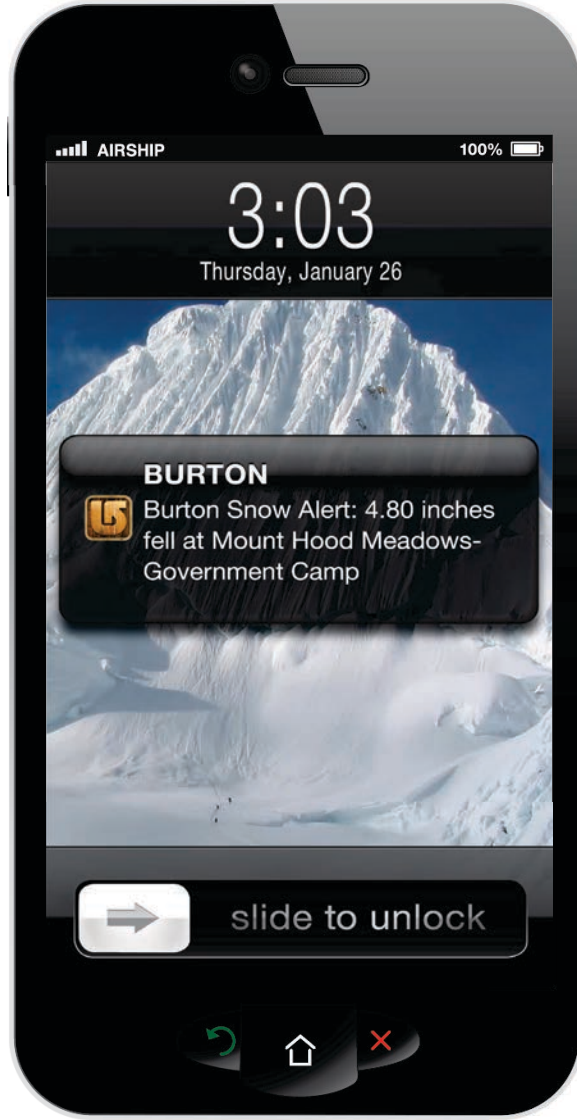 AIRSHIP 100%
3:03
Thursday, January 26
BURTON
Burton Snow Alert: 4.80 inches
fell at Mount Hood Meadows-
Government Camp
slide to unlock